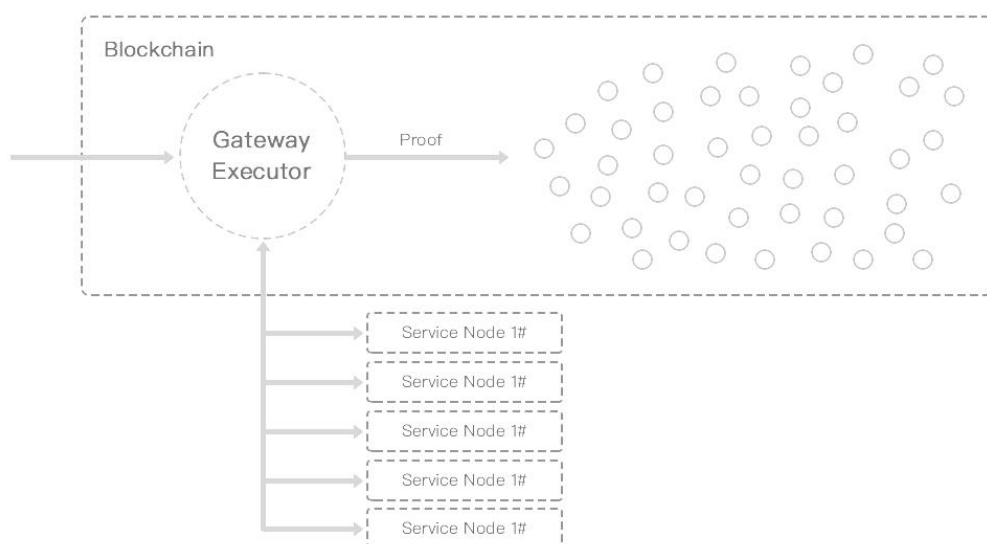 Blockchain
Gateway
Executor
Proof
Service Node 1#
Service Node 1#
Service Node 1#
Service Node 1#
Service Node 1#